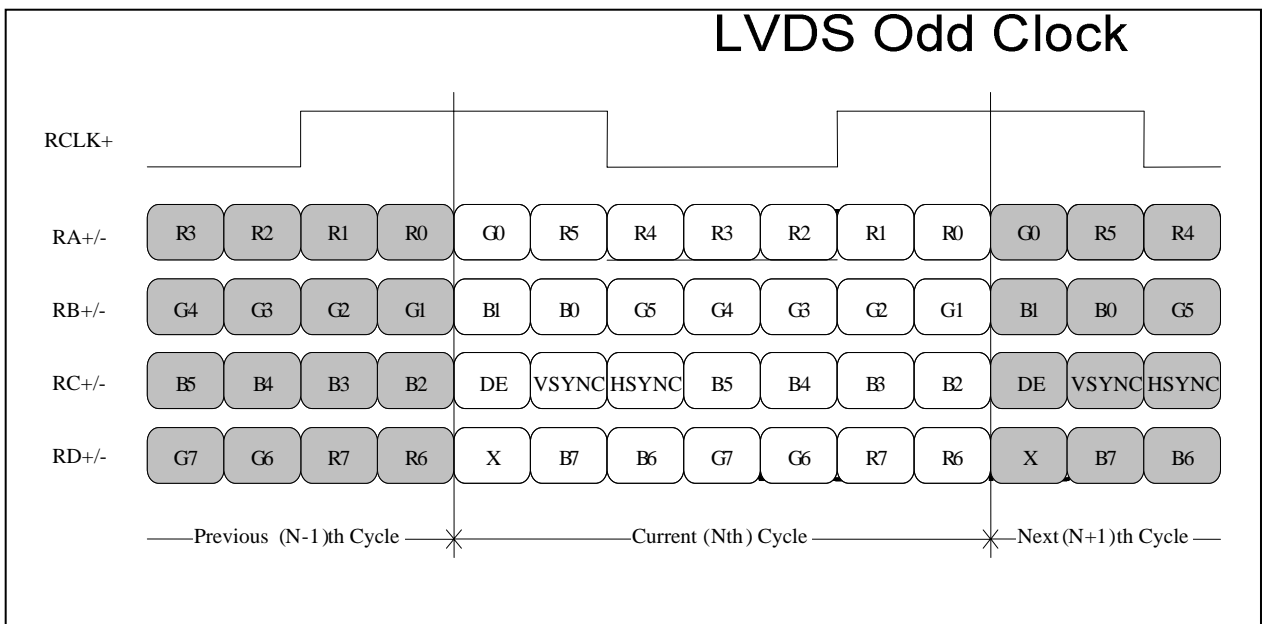 LVDS Odd Clock
RCLK+
RA+/- R3 R2 R1 R0 G0 R5 R4 R3 R2 R1 R0 G0 R5 R4
RB+/- G4 G3 G2 G1 B1 B0 G5 G4 G3 G2 G1 B1 B0 G5
RC+/- B5 B4 B3 B2 DE VSYNC HSYNC B5 B4 B3 B2 DE VSYNC HSYNC
RD+/- G7 G6 R7 R6 X B7 B6 G7 G6 R7 R6 X B7 B6
Previous (N-1)th Cycle Current (Nth) Cycle Next (N+1)th Cycle